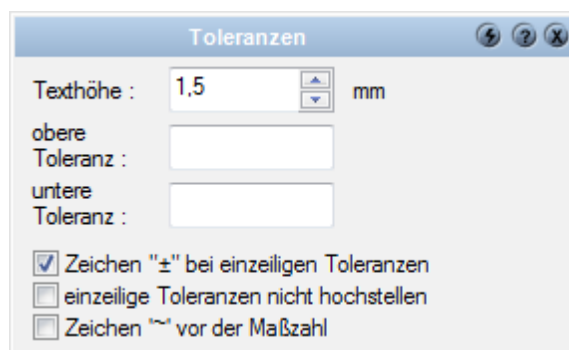 Toleranzen
Texthöhe : 1,5 mm
obere
Toleranz :
untere
Toleranz :
Zeichen "±" bei einzeiligen Toleranzen
einzeilige Toleranzen nicht hochstellen
Zeichen "~" vor der Maßzahl